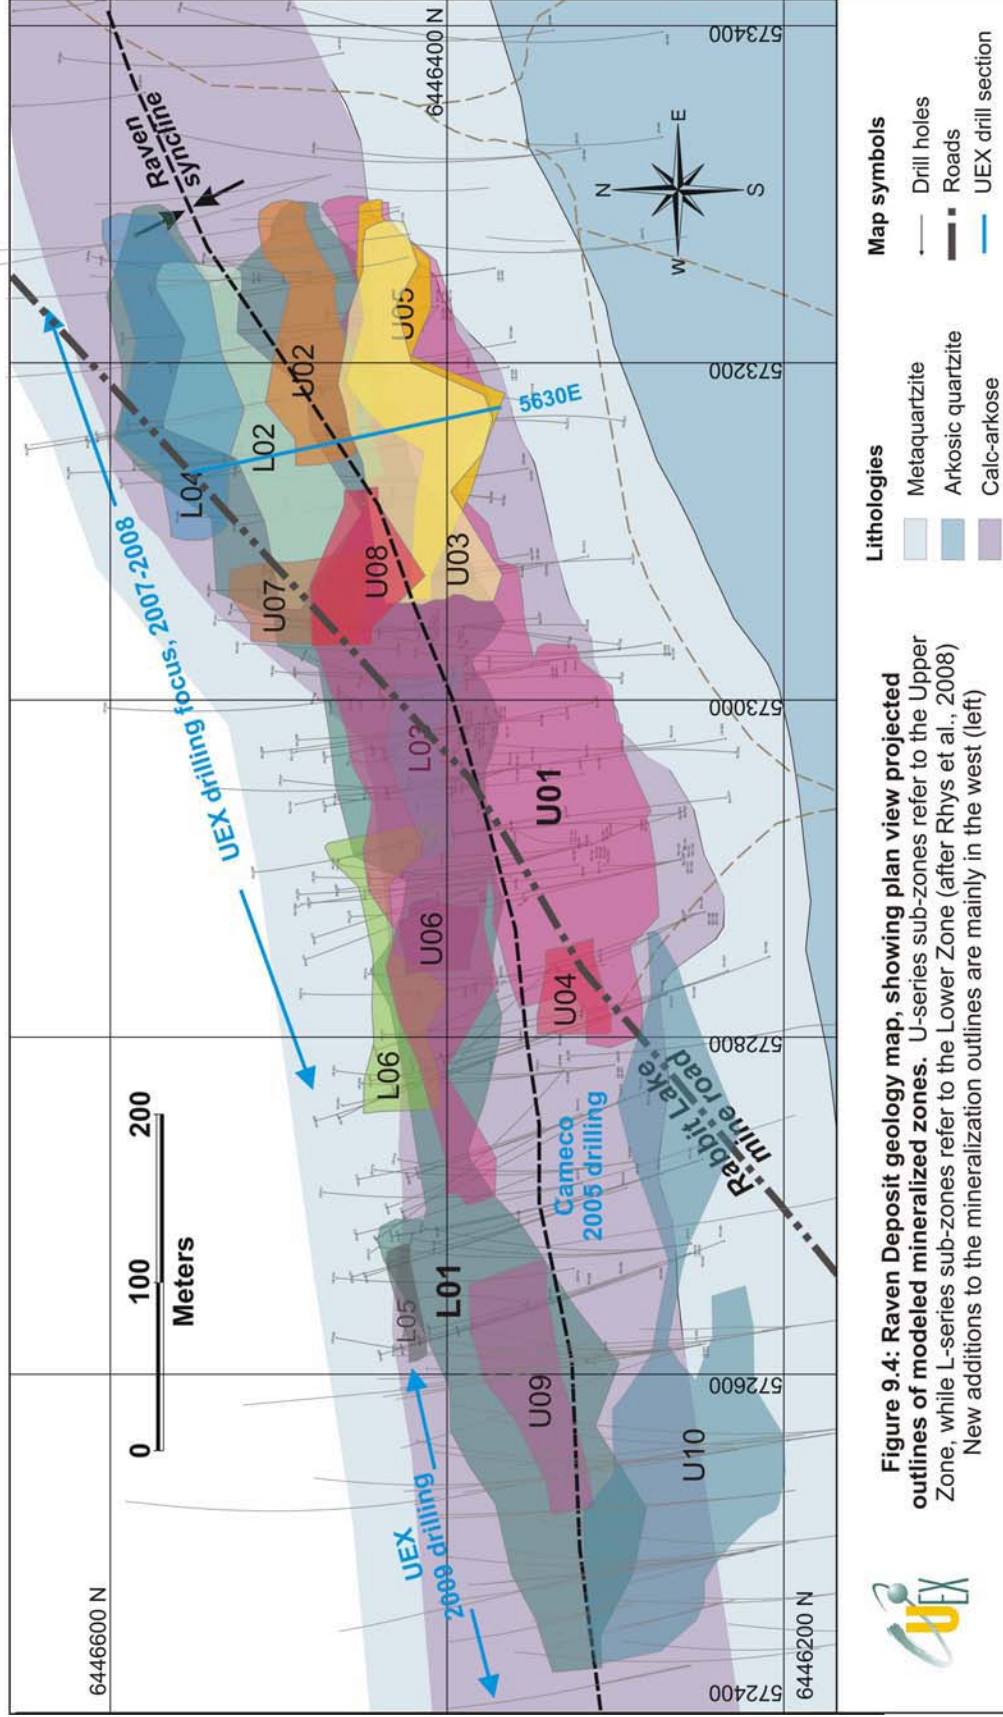 6446600 N
6446400 N
6446200 N
573400
573200
573000
572800
572600
572400
Raven
syncline
UEX drilling focus, 2007-2008
UEX
2009 drilling
Cameco
2005 drilling
Rabbit Lake
mine road
5630E
L04
L02
U02
U05
U07
U08
U03
L03
U01
U06
U04
L06
L05
L01
U09
U10
0 100 200
Meters
N
E
S
W
UEX
Figure 9.4: Raven Deposit geology map, showing plan view projected
outlines of modeled mineralized zones. U-series sub-zones refer to the Upper
Zone, while L-series sub-zones refer to the Lower Zone (after Rhys et al., 2008)
New additions to the mineralization outlines are mainly in the west (left)
Lithologies
Metaquartzite
Arkosic quartzite
Calc-arkose
Map symbols
Drill holes
Roads
UEX drill section